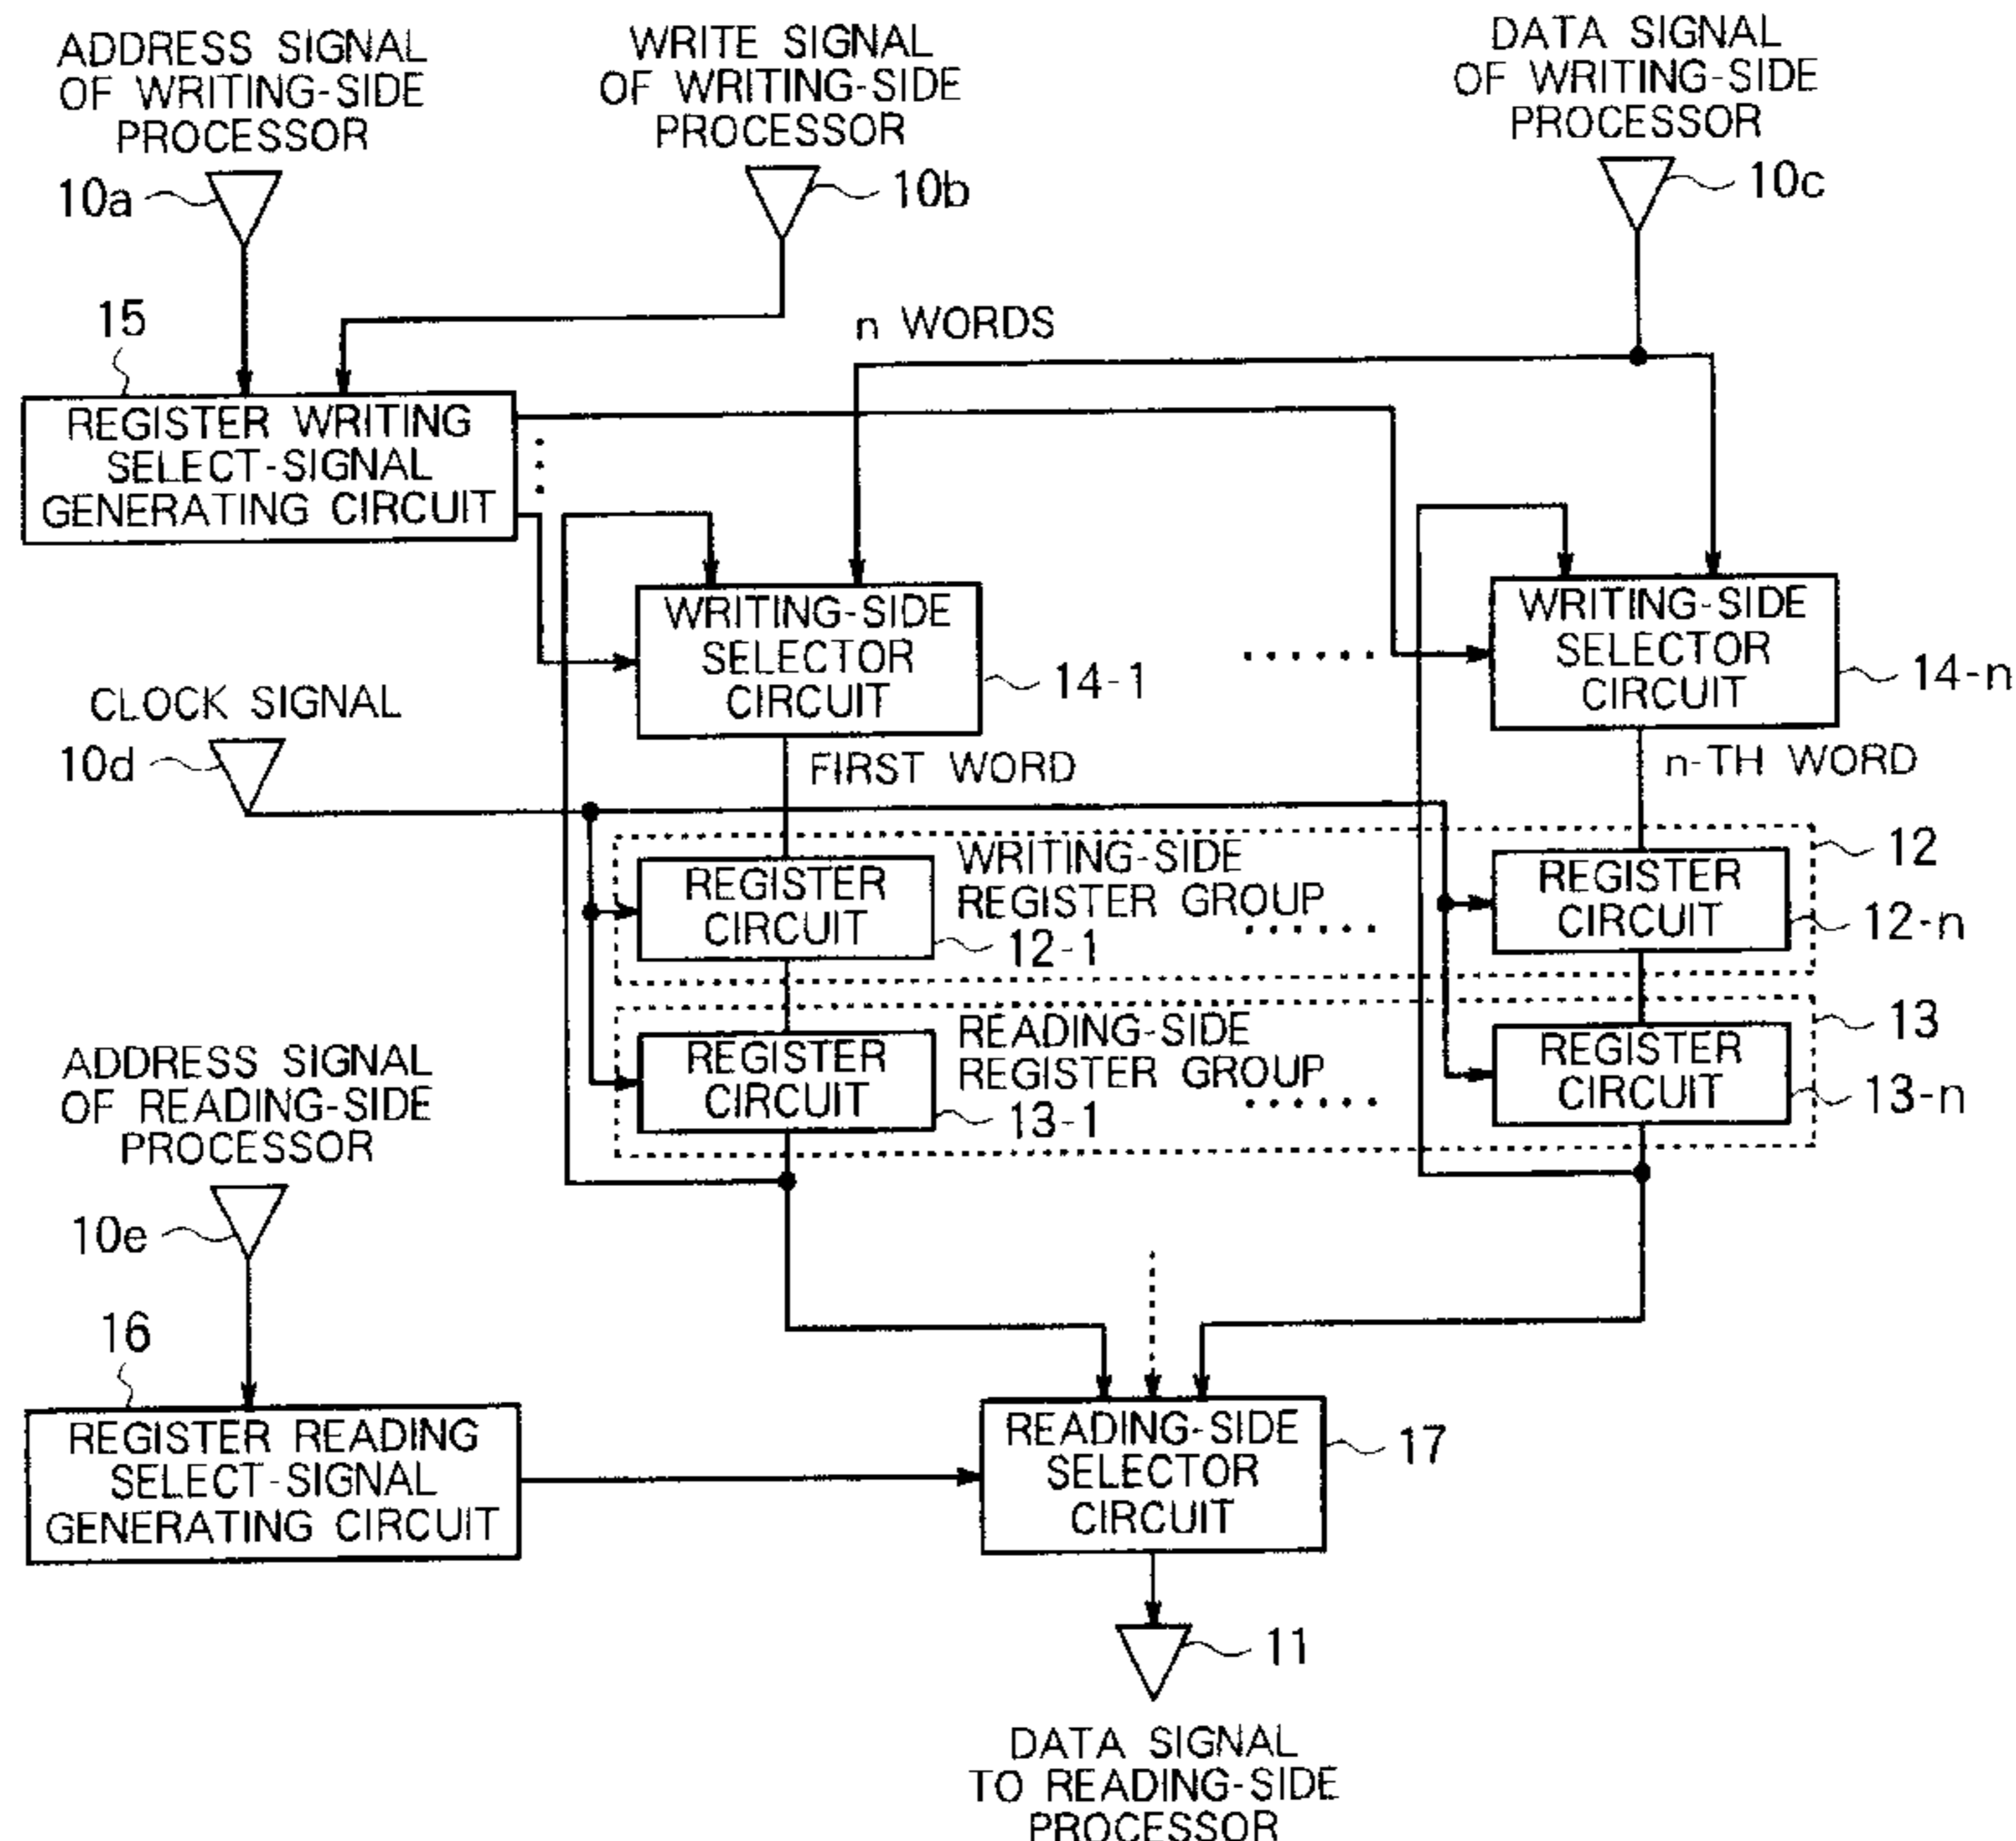 ADDRESS SIGNAL
OF WRITING-SIDE
PROCESSOR
10a
WRITE SIGNAL
OF WRITING-SIDE
PROCESSOR
10b
DATA SIGNAL
OF WRITING-SIDE
PROCESSOR
10c
15
REGISTER WRITING
SELECT-SIGNAL
GENERATING CIRCUIT
n WORDS
WRITING-SIDE
SELECTOR
CIRCUIT
14-1
WRITING-SIDE
SELECTOR
CIRCUIT
14-n
CLOCK SIGNAL
10d
FIRST WORD
n-TH WORD
WRITING-SIDE
REGISTER GROUP
12
REGISTER
CIRCUIT
12-1
REGISTER
CIRCUIT
12-n
READING-SIDE
REGISTER GROUP
13
REGISTER
CIRCUIT
13-1
REGISTER
CIRCUIT
13-n
ADDRESS SIGNAL
OF READING-SIDE
PROCESSOR
10e
16
REGISTER READING
SELECT-SIGNAL
GENERATING CIRCUIT
READING-SIDE
SELECTOR
CIRCUIT
17
11
DATA SIGNAL
TO READING-SIDE
PROCESSOR